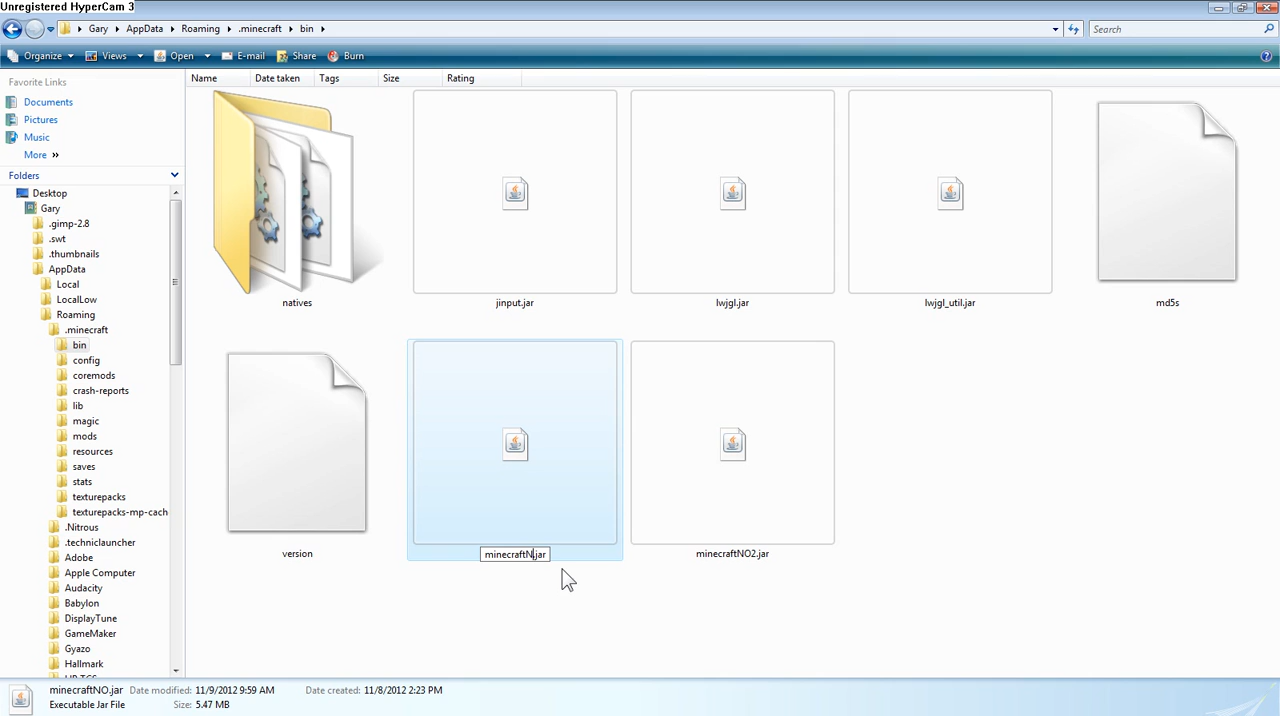 Unregistered HyperCam 3
Gary
AppData
Roaming
.minecraft
bin
Search
Organize
Views
Open
E-mail
Share
Burn
Favorite Links
Documents
Pictures
Music
More
Folders
Desktop
Gary
.gimp-2.8
.swt
.thumbnails
AppData
Local
LocalLow
Roaming
.minecraft
bin
config
coremods
crash-reports
lib
magic
mods
resources
saves
stats
texturepacks
texturepacks-mp-cach
.Nitrous
.techniclauncher
Adobe
Apple Computer
Audacity
Babylon
DisplayTune
GameMaker
Gyazo
Hallmark
Name
Date taken
Tags
Size
Rating
natives
jinput.jar
lwjgl.jar
lwjgl_util.jar
md5s
version
minecraftN.jar
minecraftNO2.jar
minecraftNO.jar Date modified: 11/9/2012 9:59 AM Date created: 11/8/2012 2:23 PM
Executable Jar File Size: 5.47 MB